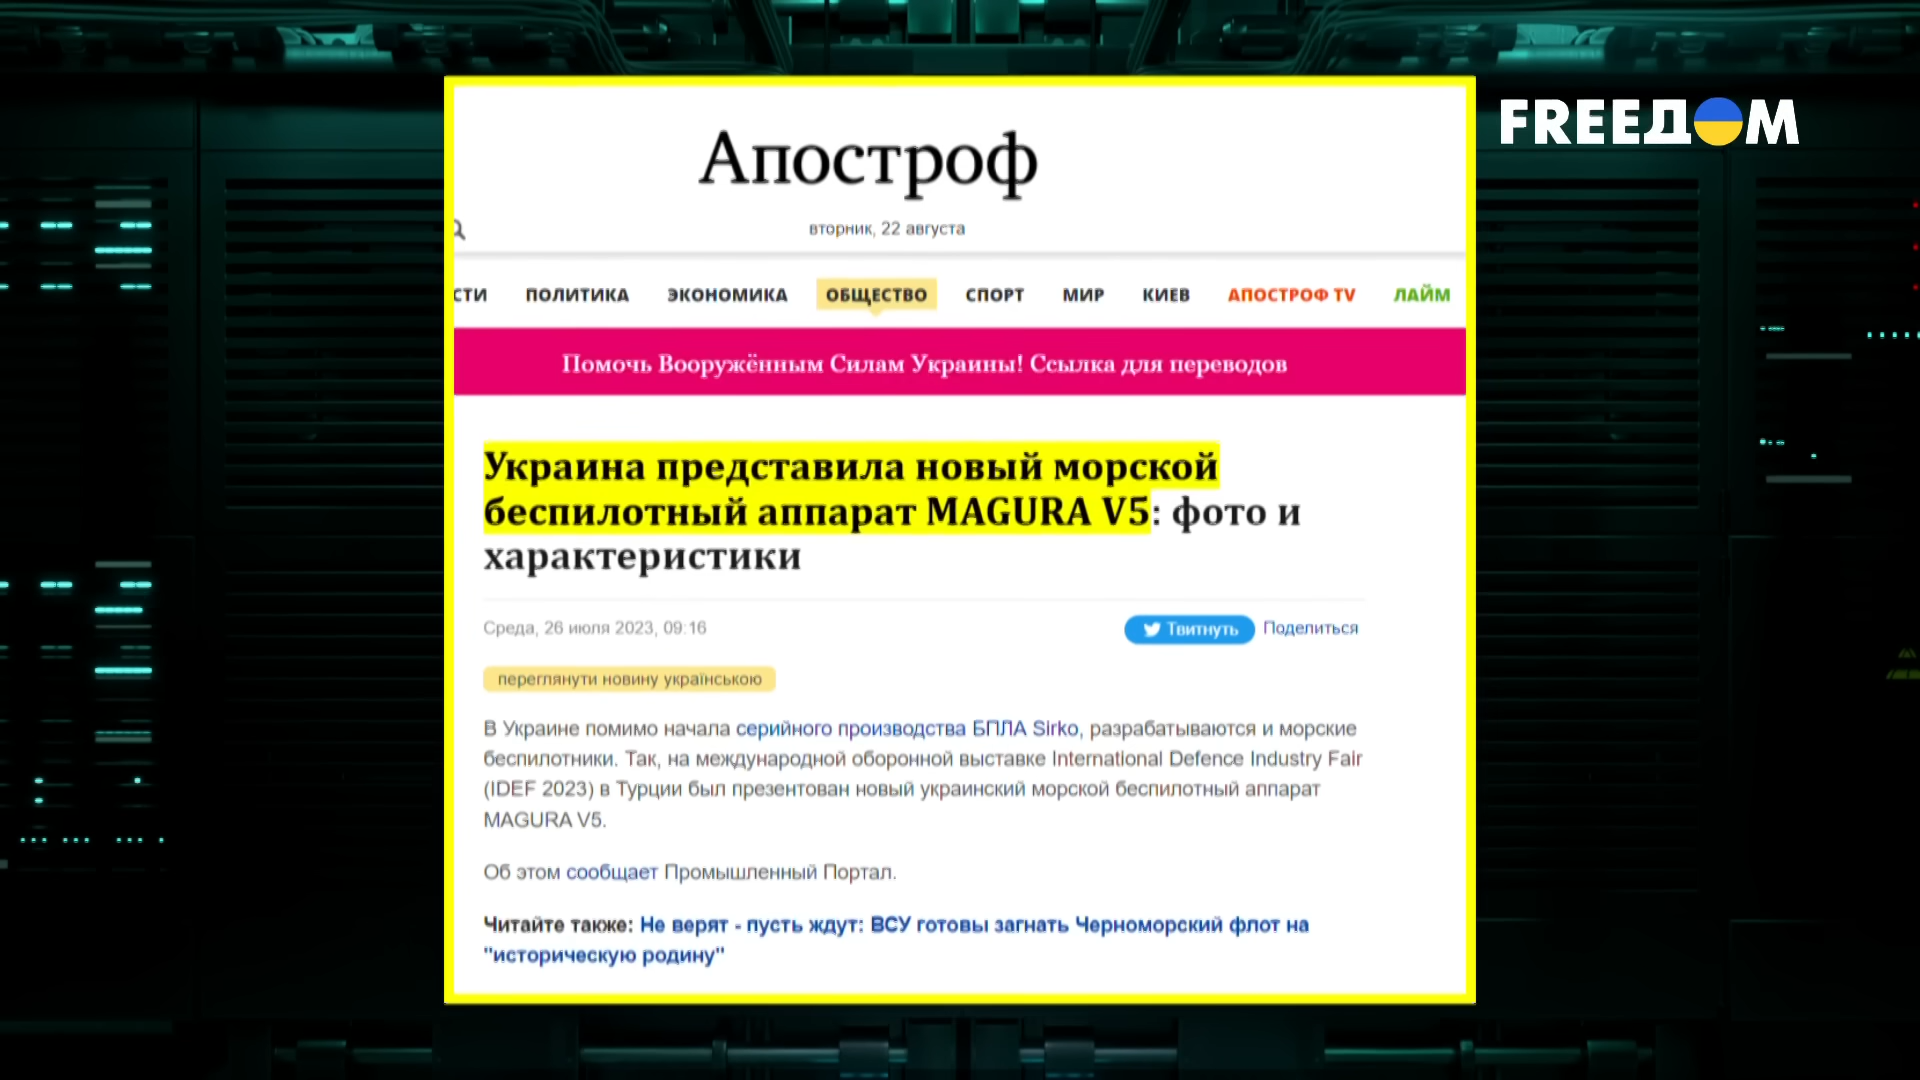 FREEДOM
Апостроф
вторник, 22 августа
СТИ ПОЛИТИКА ЭКОНОМИКА ОБЩЕСТВО СПОРТ МИР КИЕВ АПОСТРОФ TV ЛАЙМ
Помочь Вооружённым Силам Украины! Ссылка для переводов
Украина представила новый морской
беспилотный аппарат MAGURA V5: фото и
характеристики
Среда, 26 июля 2023, 09:16
Твитнуть Поделиться
переглянути новину українською
В Украине помимо начала серийного производства БПЛА Sirko, разрабатываются и морские
беспилотники. Так, на международной оборонной выставке International Defence Industry Fair
(IDEF 2023) в Турции был презентован новый украинский морской беспилотный аппарат
MAGURA V5.
Об этом сообщает Промышленный Портал.
Читайте также: Не верят - пусть ждут: ВСУ готовы загнать Черноморский флот на
"историческую родину"